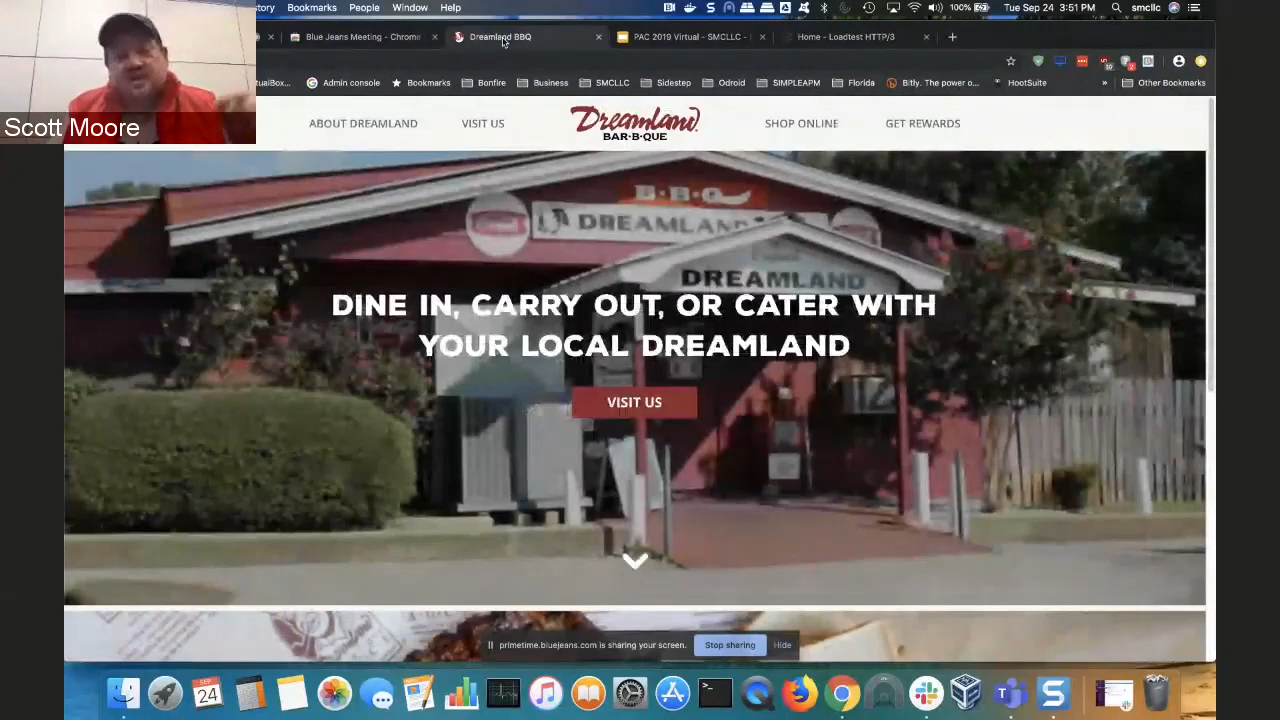 story Bookmarks People Window Help 100% Tue Sep 24 3:51 PM smcllc
Blue Jeans Meeting - Chrome Dreamland BBQ PAC 2019 Virtual - SMCLLC - Home - Loadtest HTTP/3
Admin console Bookmarks Bonfire Business SMCLLC Sidestep Odroid SIMPLEAPM Florida Bitly. The power o... HootSuite » Other Bookmarks
Scott Moore
ABOUT DREAMLAND VISIT US Dreamland BAR·B·QUE SHOP ONLINE GET REWARDS
B·B·Q
DREAMLAND
DREAMLAND
DINE IN, CARRY OUT, OR CATER WITH
YOUR LOCAL DREAMLAND
VISIT US
primetime.bluejeans.com is sharing your screen. Stop sharing Hide
SEP
24